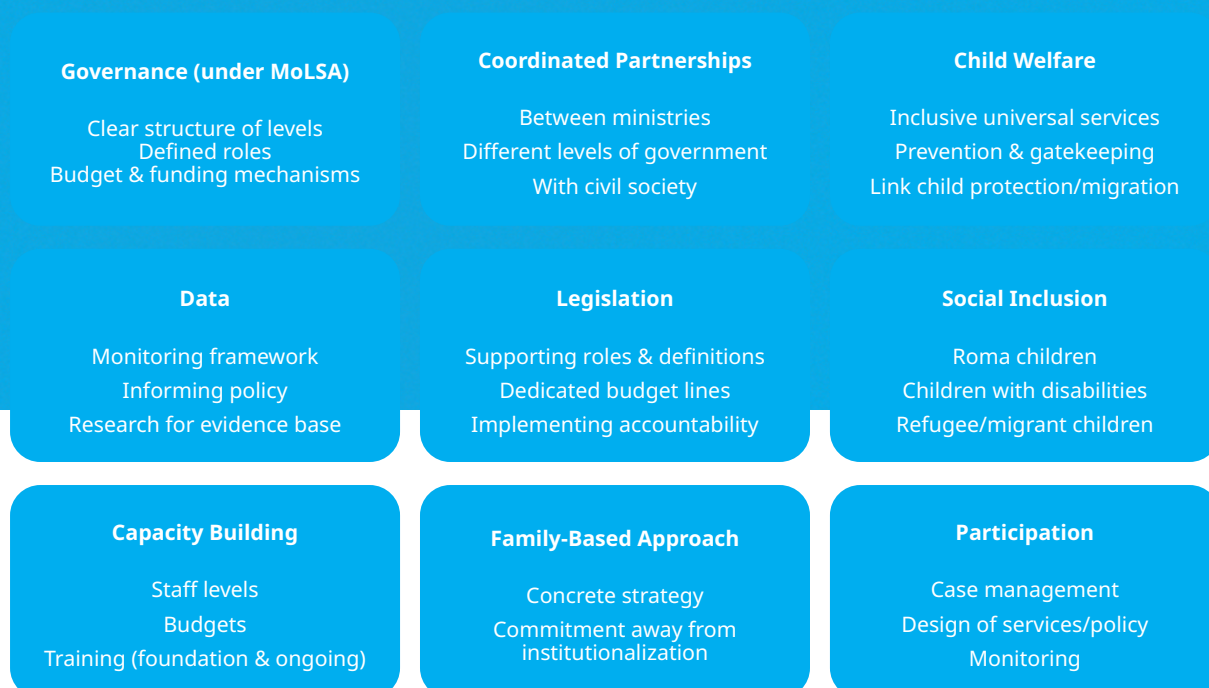 Governance (under MoLSA)
Clear structure of levels
Defined roles
Budget & funding mechanisms
Coordinated Partnerships
Between ministries
Different levels of government
With civil society
Child Welfare
Inclusive universal services
Prevention & gatekeeping
Link child protection/migration
Data
Monitoring framework
Informing policy
Research for evidence base
Legislation
Supporting roles & definitions
Dedicated budget lines
Implementing accountability
Social Inclusion
Roma children
Children with disabilities
Refugee/migrant children
Capacity Building
Staff levels
Budgets
Training (foundation & ongoing)
Family-Based Approach
Concrete strategy
Commitment away from
institutionalization
Participation
Case management
Design of services/policy
Monitoring